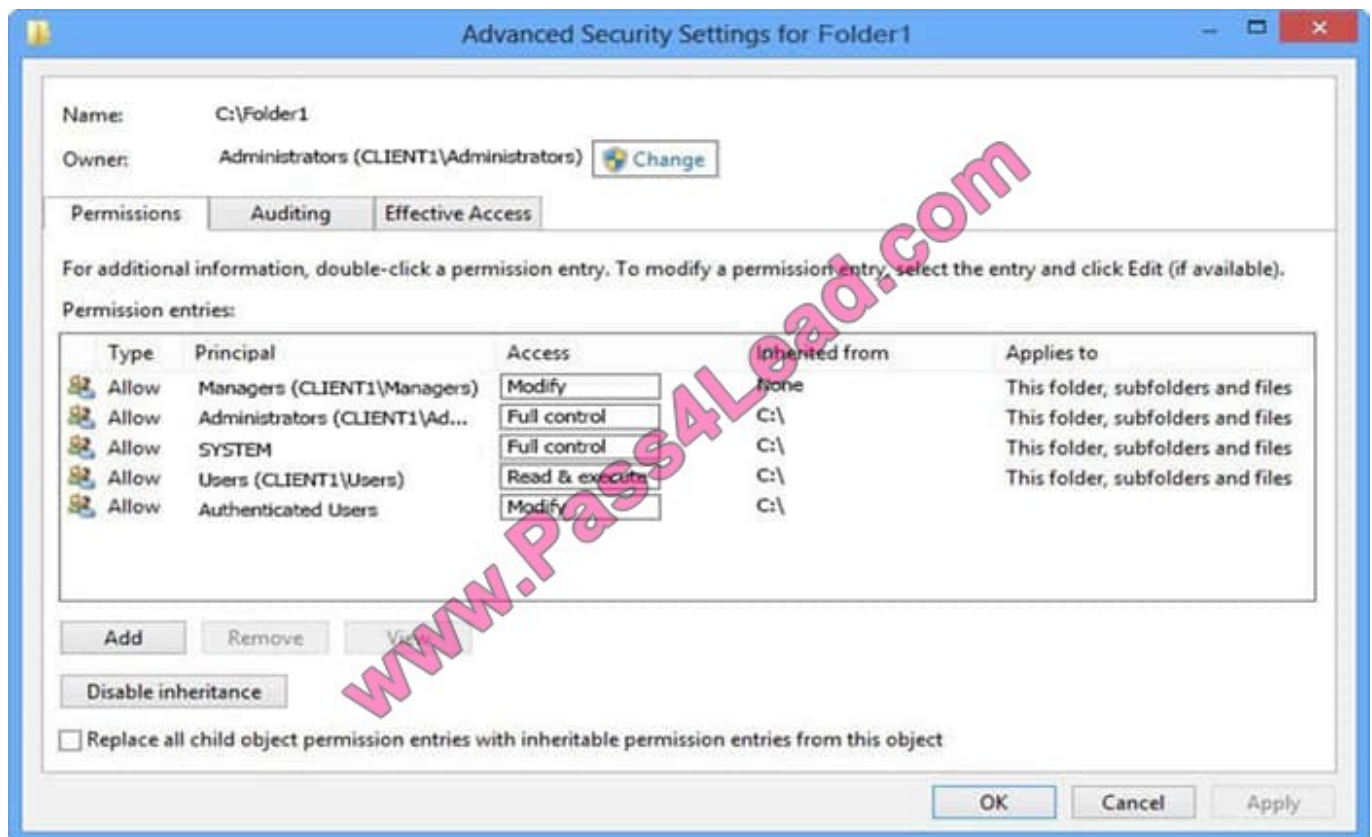 Advanced Security Settings for Folder1
Name: C:\Folder1
Owner: Administrators (CLIENT1\Administrators) Change
Permissions Auditing Effective Access
For additional information, double-click a permission entry. To modify a permission entry, select the entry and click Edit (if available).
Permission entries:
Type Principal Access Inherited from Applies to
Allow Managers (CLIENT1\Managers) Modify None This folder, subfolders and files
Allow Administrators (CLIENT1\Ad... Full control C:\ This folder, subfolders and files
Allow SYSTEM Full control C:\ This folder, subfolders and files
Allow Users (CLIENT1\Users) Read & execute C:\ This folder, subfolders and files
Allow Authenticated Users Modify C:\
Add Remove View
Disable inheritance
Replace all child object permission entries with inheritable permission entries from this object
OK Cancel Apply
www.Pass4Lead.com